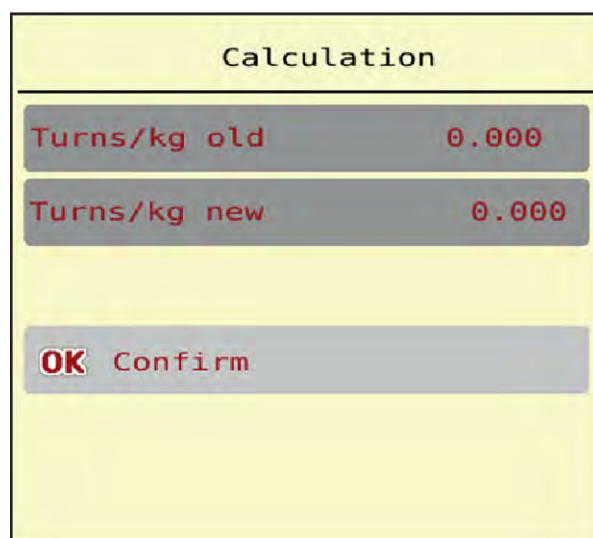 Calculation
Turns/kg old 0.000
Turns/kg new 0.000
OK Confirm